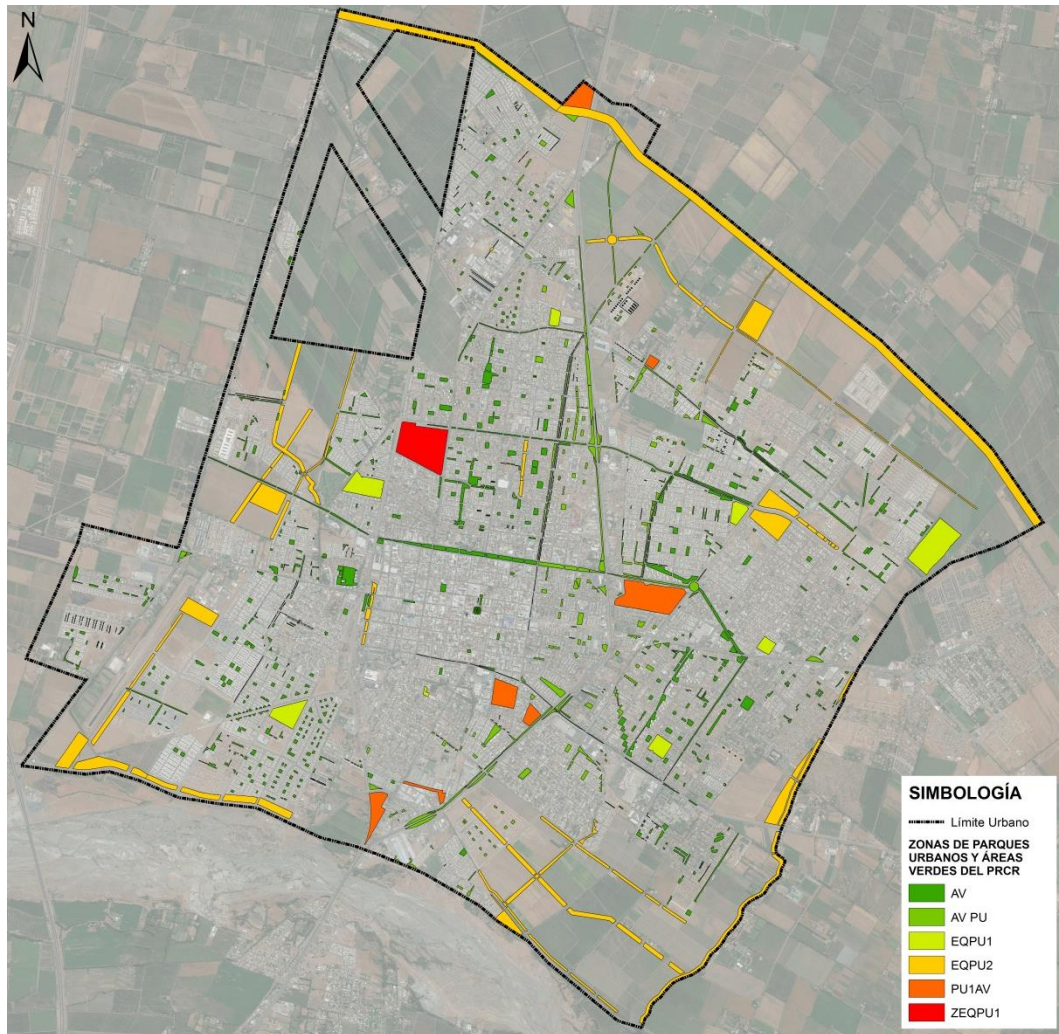 N
SIMBOLOGÍA
Límite Urbano
ZONAS DE PARQUES
URBANOS Y ÁREAS
VERDES DEL PRCR
AV
AV PU
EQPU1
EQPU2
PU1AV
ZEQPU1